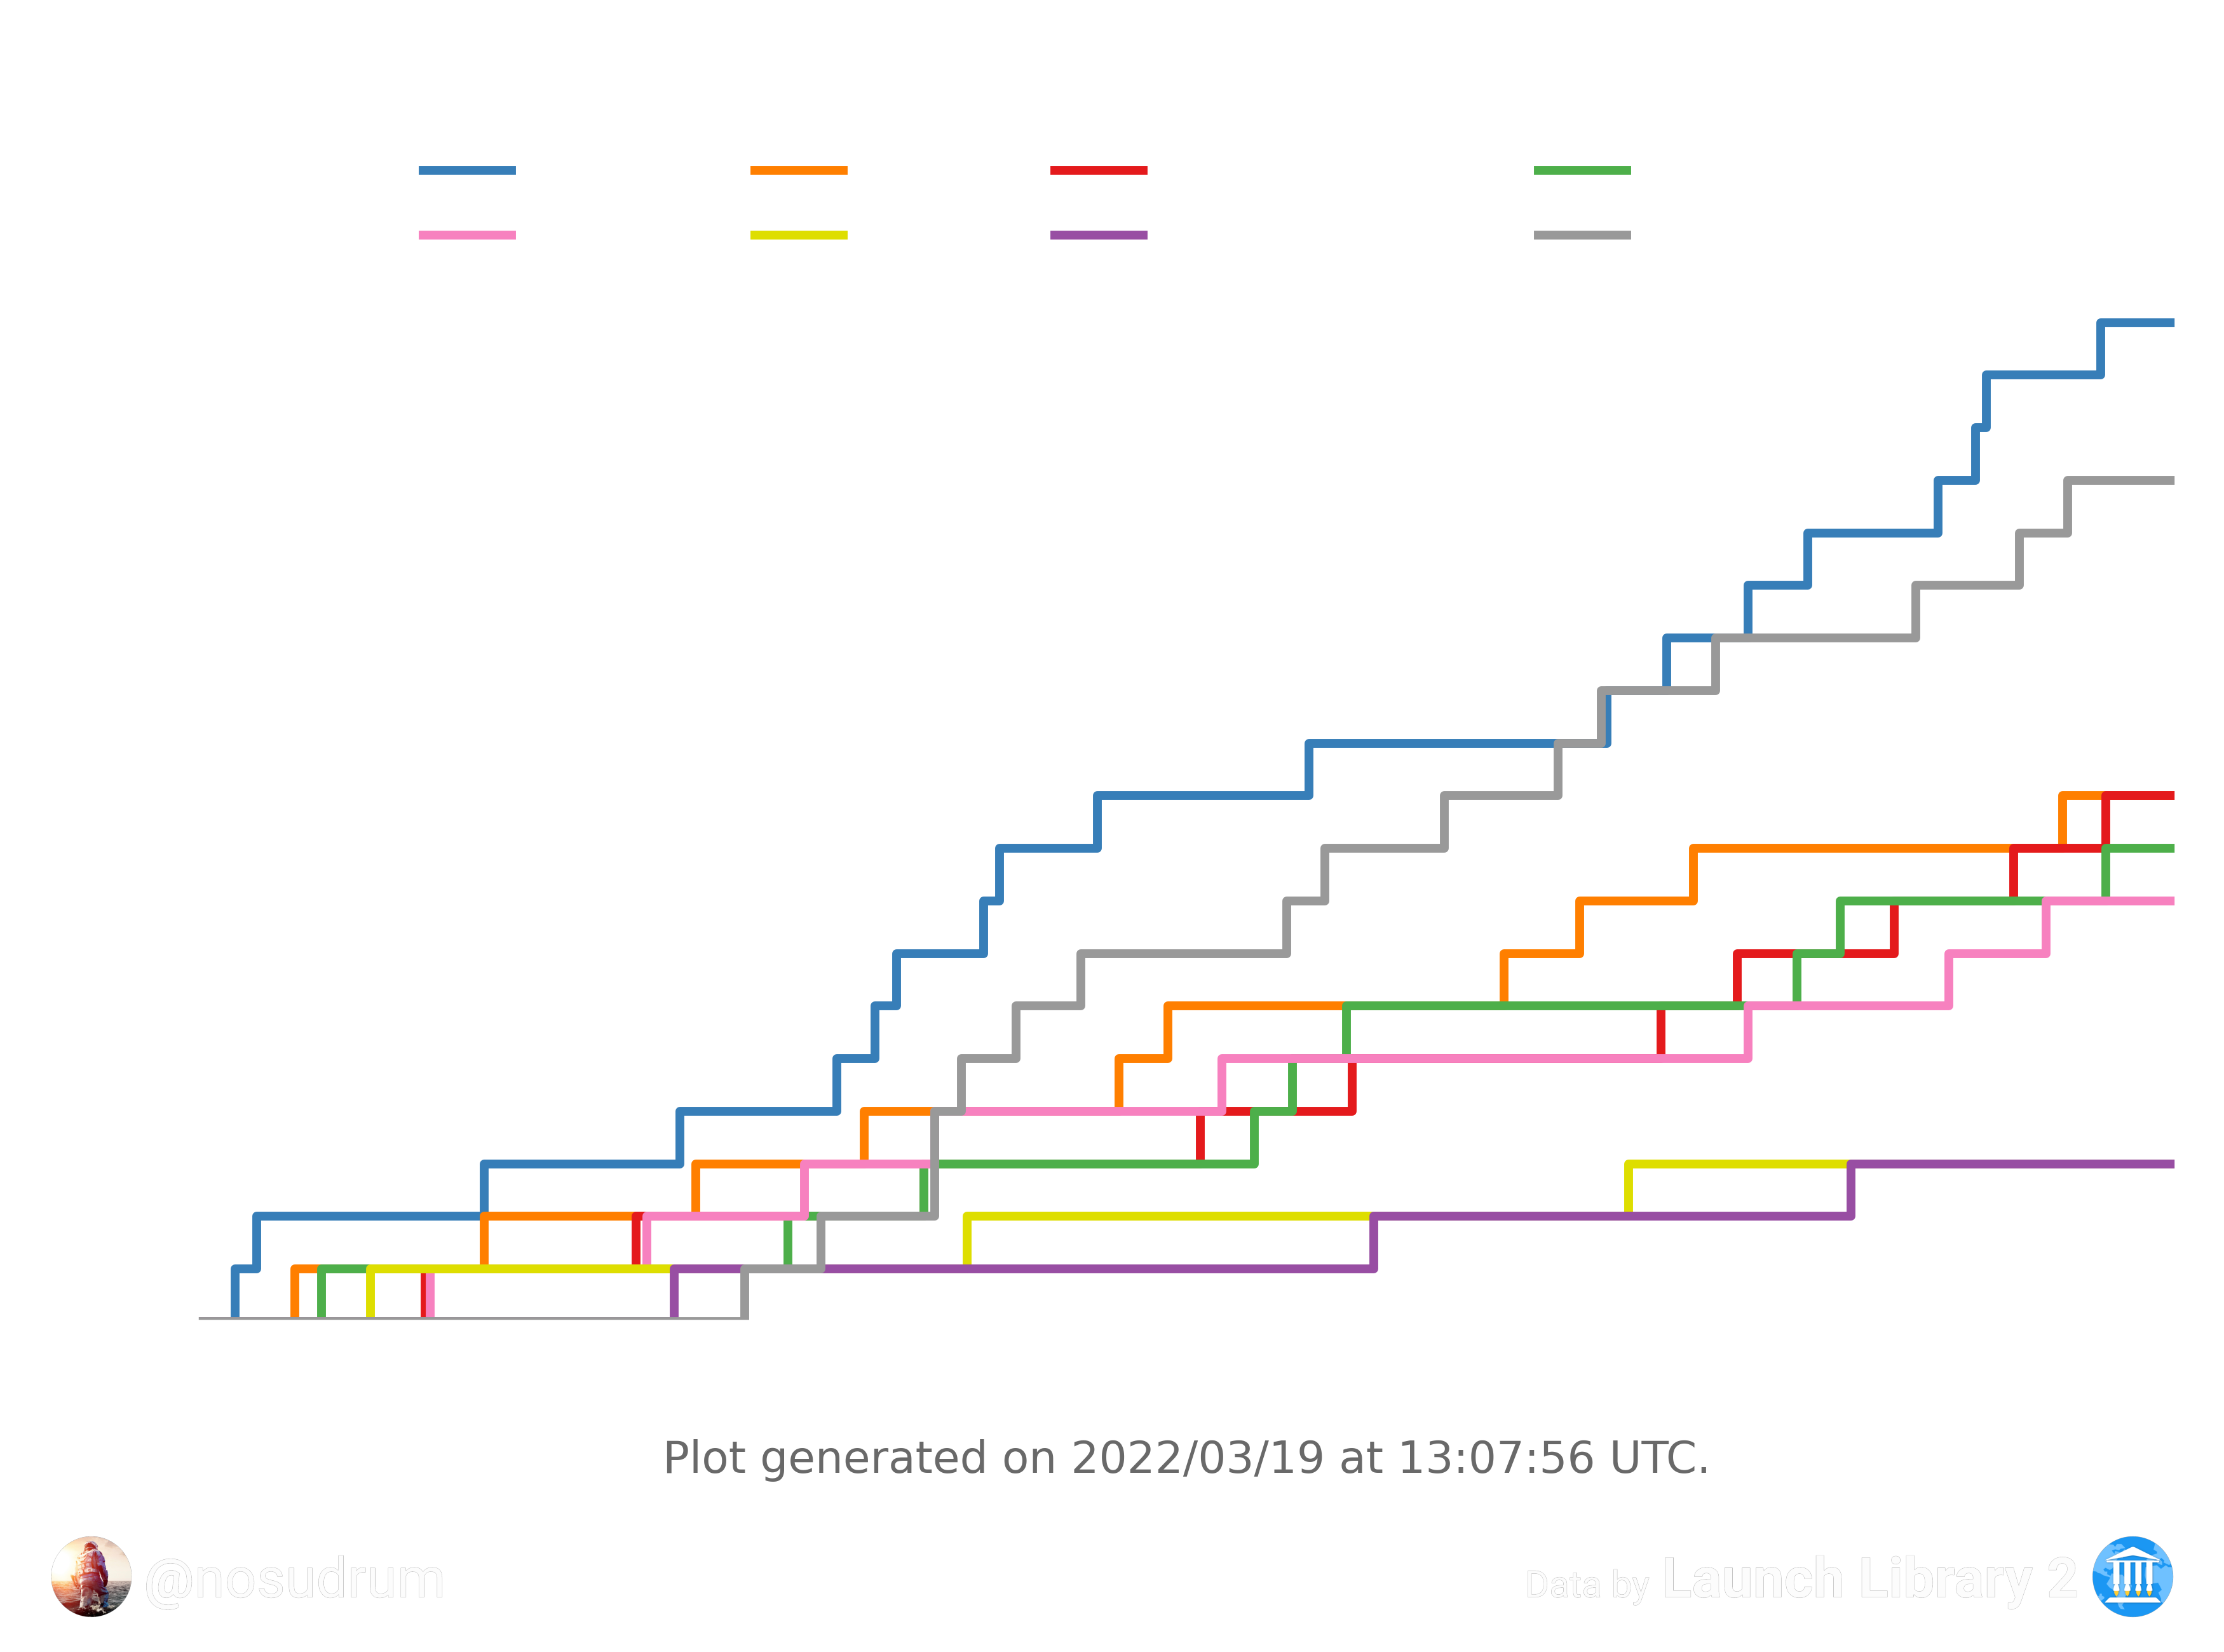 Plot generated on 2022/03/19 at 13:07:56 UTC.
@nosudrum
Data by Launch Library 2